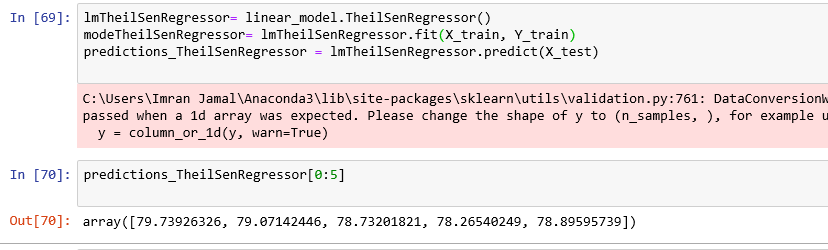 In [69]: lmTheilSenRegressor= linear_model.TheilSenRegressor()
modeTheilSenRegressor= lmTheilSenRegressor.fit(X_train, Y_train)
predictions_TheilSenRegressor = lmTheilSenRegressor.predict(X_test)
C:\Users\Imran Jamal\Anaconda3\lib\site-packages\sklearn\utils\validation.py:761: DataConversionW
passed when a 1d array was expected. Please change the shape of y to (n_samples, ), for example u
y = column_or_1d(y, warn=True)
In [70]: predictions_TheilSenRegressor[0:5]
Out[70]: array([79.73926326, 79.07142446, 78.73201821, 78.26540249, 78.89595739])